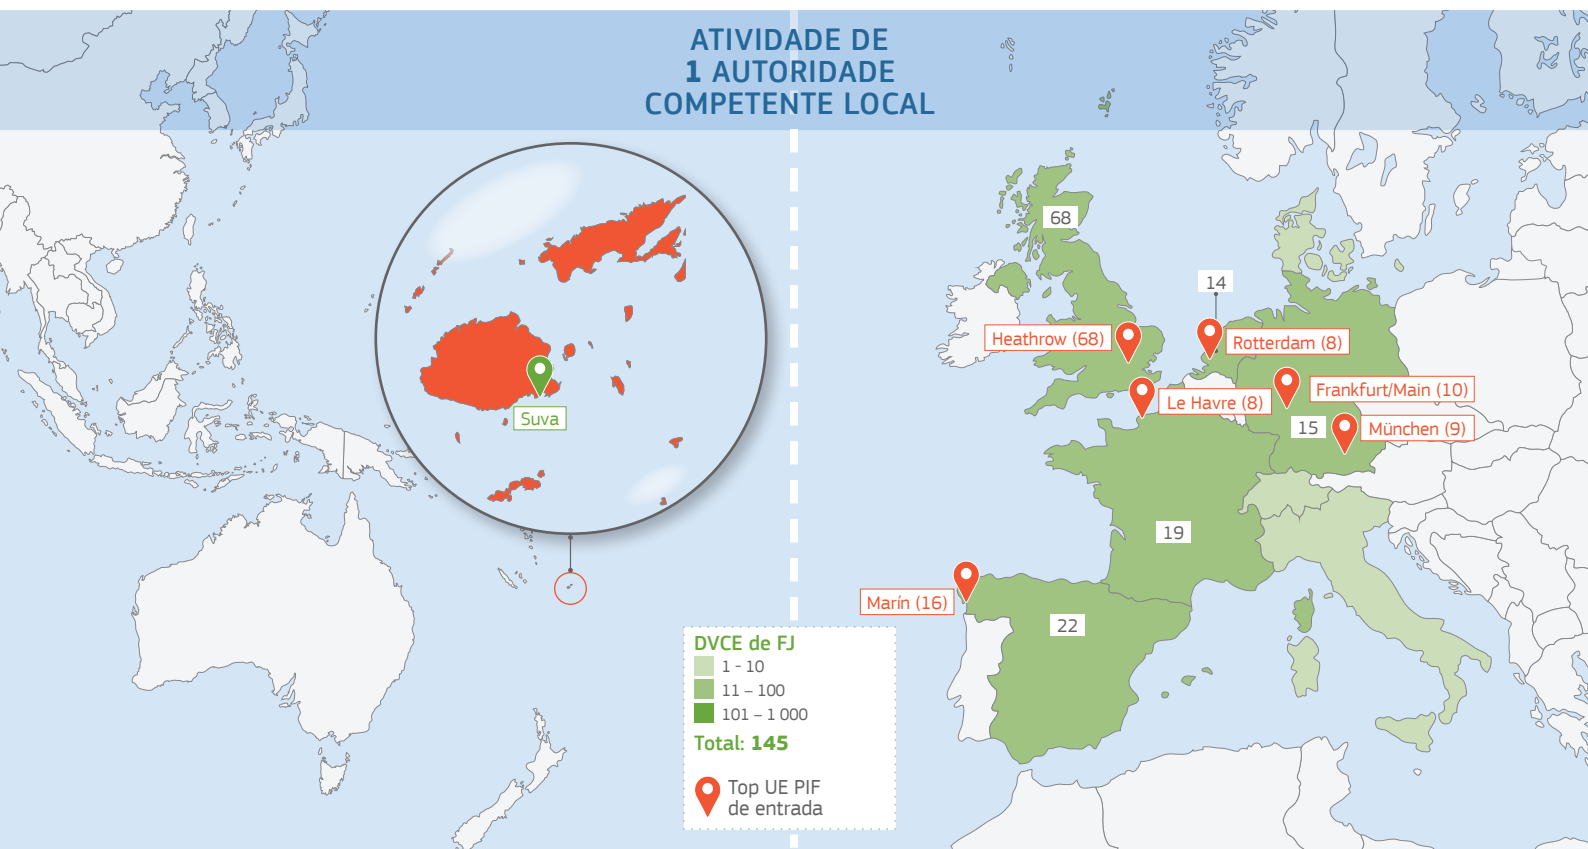 ATIVIDADE DE
1 AUTORIDADE
COMPETENTE LOCAL
68
14
Heathrow (68)
Rotterdam (8)
Le Havre (8)
Frankfurt/Main (10)
15
München (9)
Suva
19
Marín (16)
22
DVCE de FJ
1 - 10
11 – 100
101 – 1 000
Total: 145
Top UE PIF
de entrada